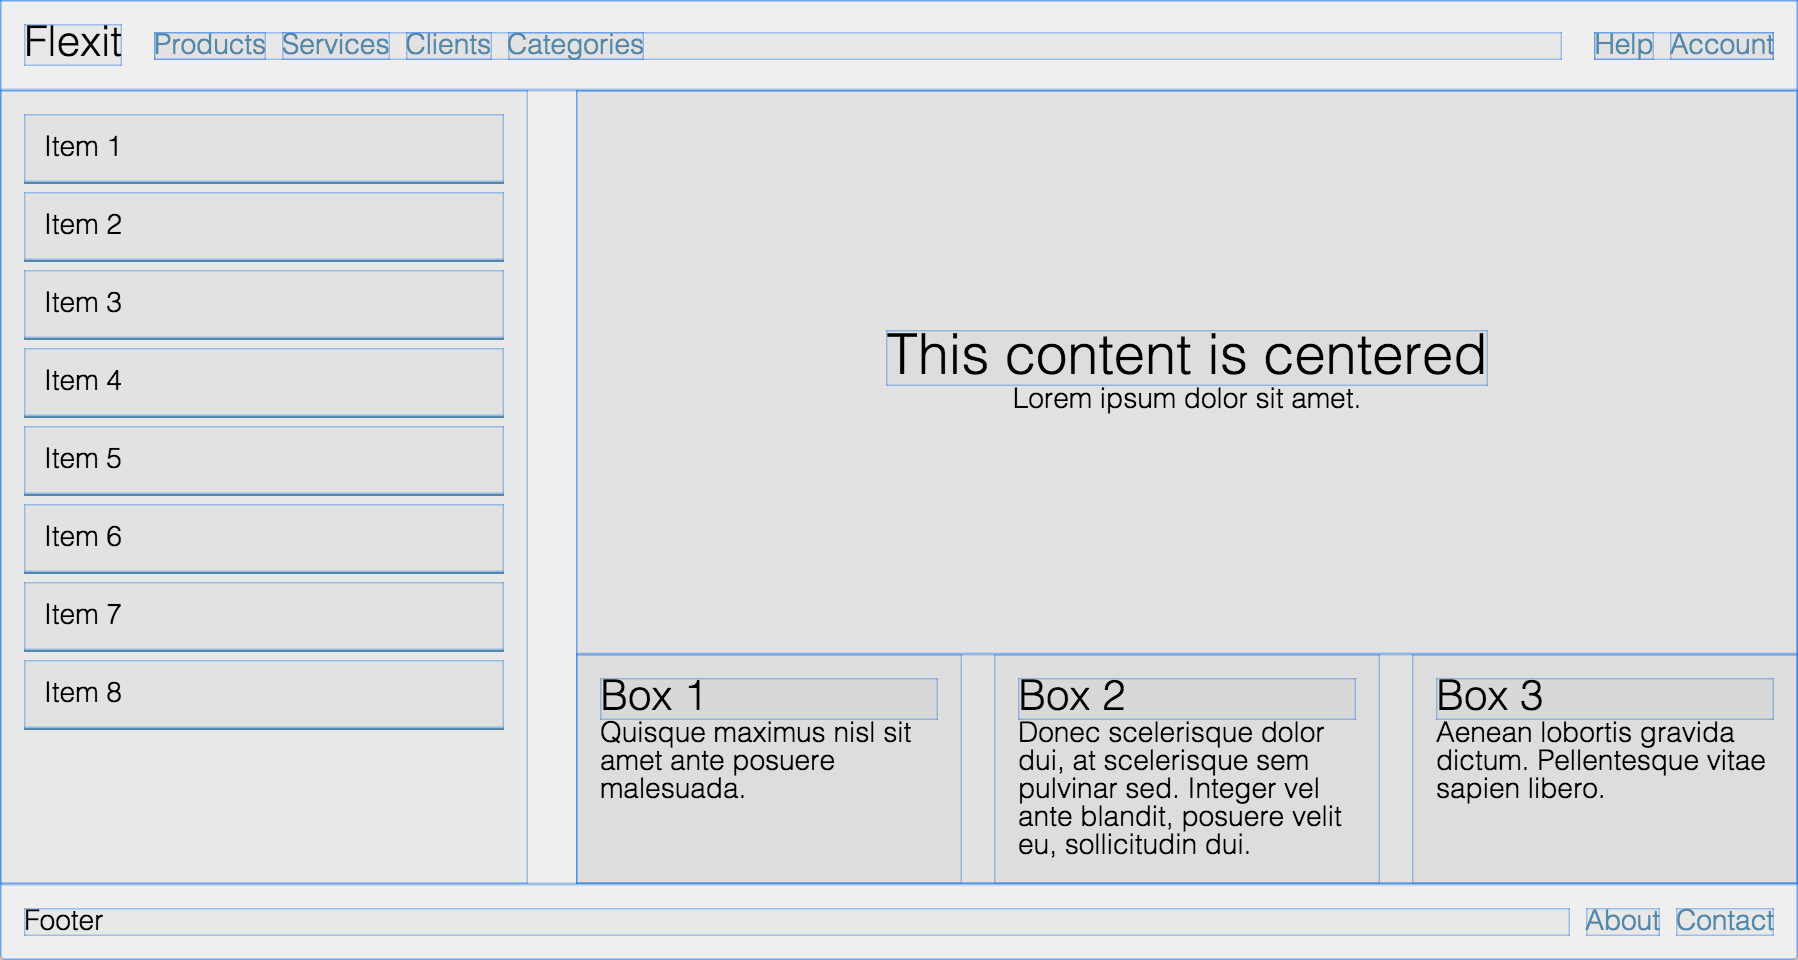 Flexit Products Services Clients Categories Help Account
Item 1
Item 2
Item 3
Item 4
Item 5
Item 6
Item 7
Item 8
This content is centered
Lorem ipsum dolor sit amet.
Box 1
Quisque maximus nisl sit
amet ante posuere
malesuada.
Box 2
Donec scelerisque dolor
dui, at scelerisque sem
pulvinar sed. Integer vel
ante blandit, posuere velit
eu, sollicitudin dui.
Box 3
Aenean lobortis gravida
dictum. Pellentesque vitae
sapien libero.
Footer About Contact